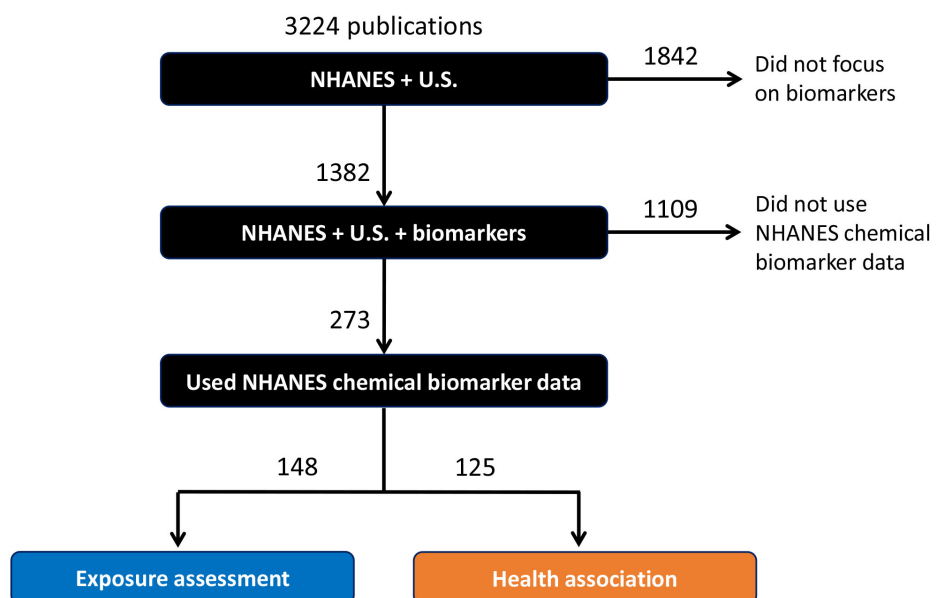 3224 publications
NHANES + U.S.
1842
Did not focus
on biomarkers
1382
NHANES + U.S. + biomarkers
1109
Did not use
NHANES chemical
biomarker data
273
Used NHANES chemical biomarker data
148
125
Exposure assessment
Health association